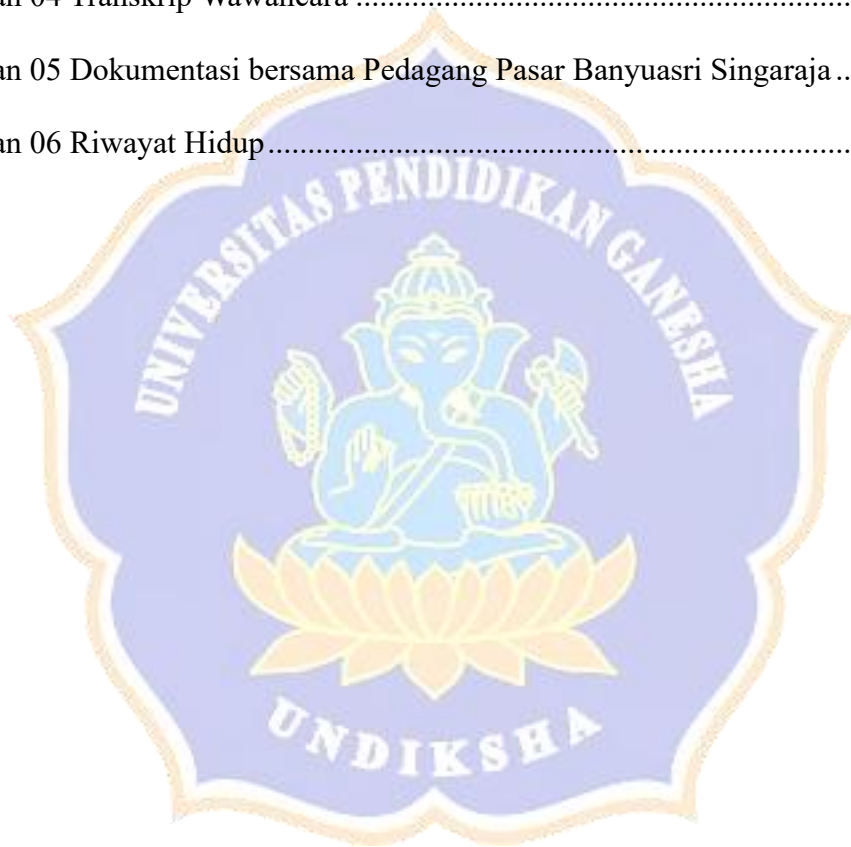 an 04 Transkrip Wawancara ................................................................
an 05 Dokumentasi bersama Pedagang Pasar Banyuasri Singaraja ..
an 06 Riwayat Hidup ...........................................................................
UNIVERSITAS PENDIDIKAN GANESHA
UNDIKSHA